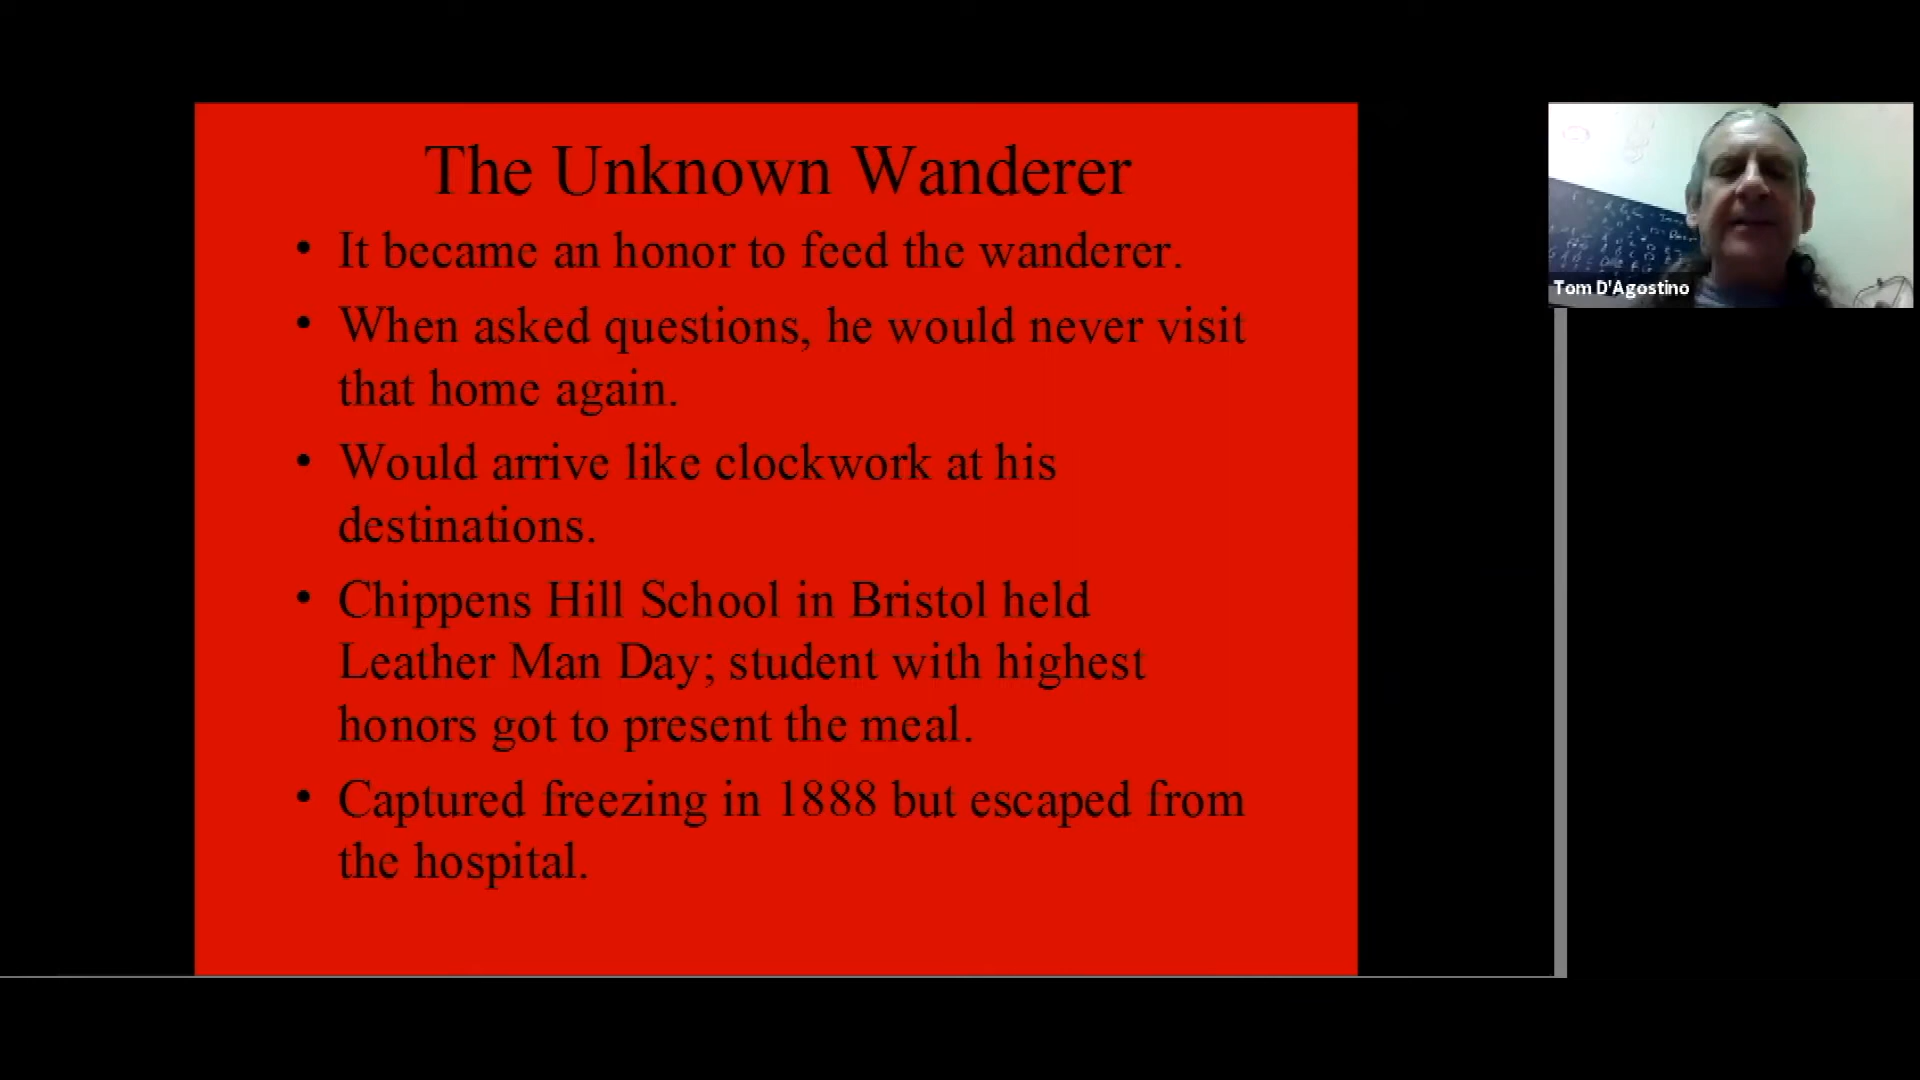 The Unknown Wanderer
• It became an honor to feed the wanderer.
• When asked questions, he would never visit
that home again.
• Would arrive like clockwork at his
destinations.
• Chippens Hill School in Bristol held
Leather Man Day; student with highest
honors got to present the meal.
• Captured freezing in 1888 but escaped from
the hospital.
Tom D'Agostino